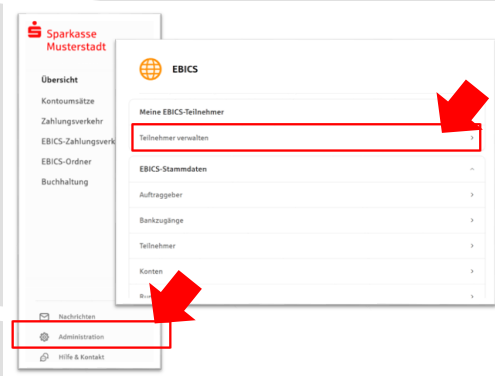 Sparkasse
Musterstadt
Übersicht
Kontoumsätze
Zahlungsverkehr
EBICS-Zahlungsverk
EBICS-Ordner
Buchhaltung
Nachrichten
Administration
Hilfe & Kontakt
EBICS
Meine EBICS-Teilnehmer
Teilnehmer verwalten
EBICS-Stammdaten
Auftraggeber
Bankzugänge
Teilnehmer
Konten